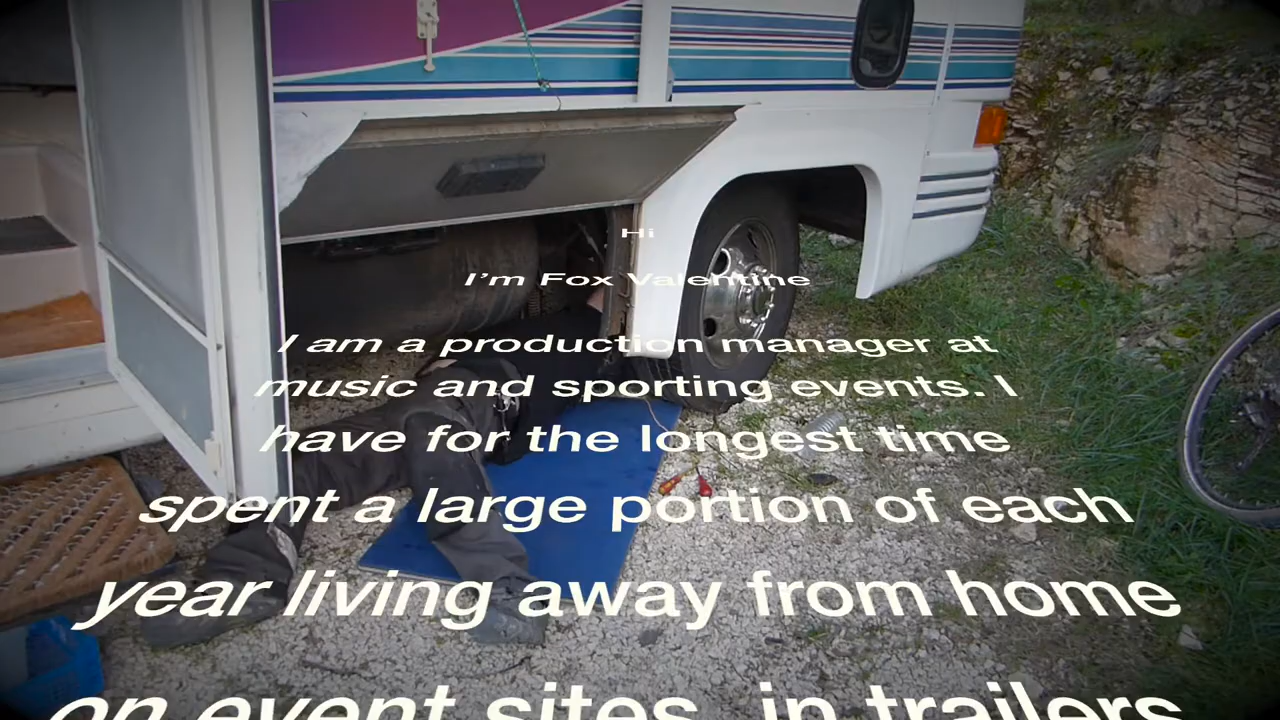 Hi
I’m Fox Valentine
I am a production manager at
music and sporting events. I
have for the longest time
spent a large portion of each
year living away from home
on event sites, in trailers